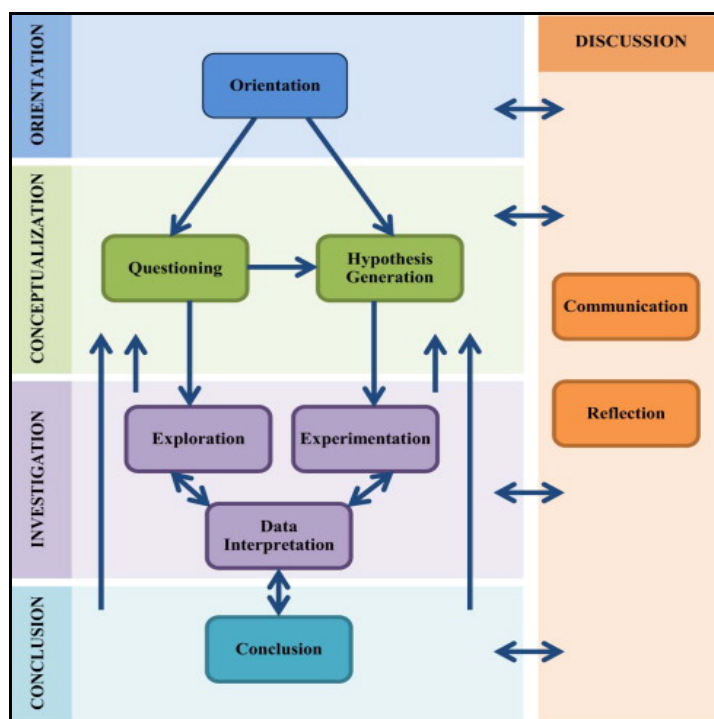 ORIENTATION
Orientation
DISCUSSION
CONCEPTUALIZATION
Questioning
Hypothesis
Generation
Communication
Reflection
INVESTIGATION
Exploration
Experimentation
Data
Interpretation
CONCLUSION
Conclusion